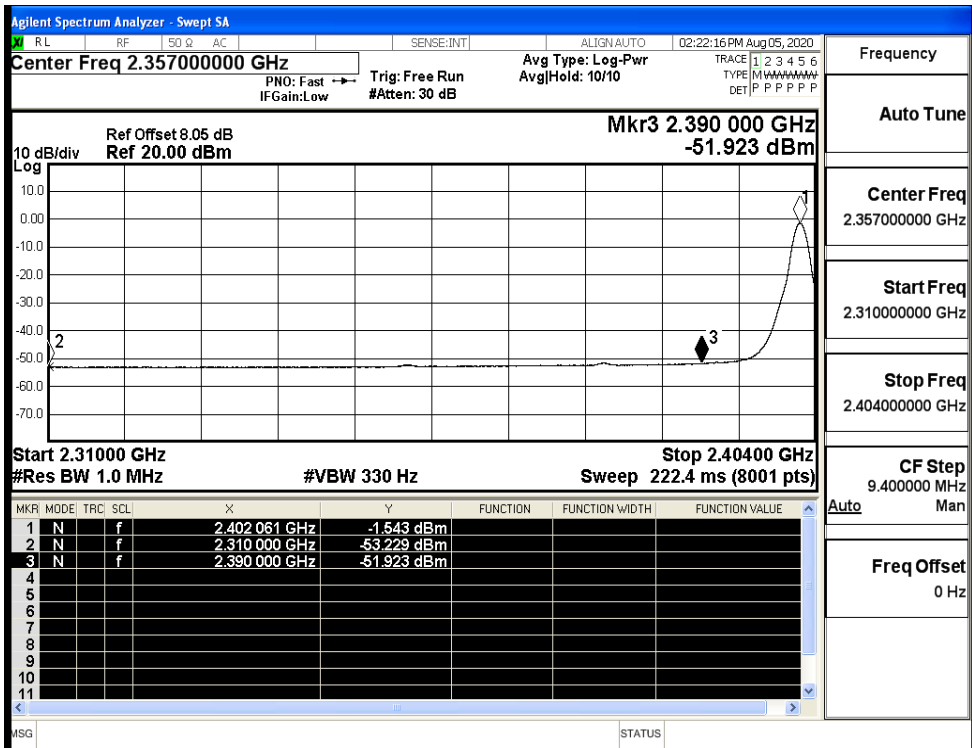 Agilent Spectrum Analyzer - Swept SA
RL RF 50 Ω AC SENSE:INT ALIGN AUTO 02:22:16 PM Aug 05, 2020
Center Freq 2.357000000 GHz
PNO: Fast
IFGain:Low
Trig: Free Run
#Atten: 30 dB
Avg Type: Log-Pwr
Avg|Hold: 10/10
TRACE 1 2 3 4 5 6
TYPE M W W W W W
DET P P P P P P
Ref Offset 8.05 dB
10 dB/div Ref 20.00 dBm
Log
Mkr3 2.390 000 GHz
-51.923 dBm
10.0
0.00
-10.0
-20.0
-30.0
-40.0
-50.0
-60.0
-70.0
1
2
3
Start 2.31000 GHz Stop 2.40400 GHz
#Res BW 1.0 MHz #VBW 330 Hz Sweep 222.4 ms (8001 pts)
MKR MODE TRC SCL X Y FUNCTION FUNCTION WIDTH FUNCTION VALUE
1 N f 2.402 061 GHz -1.543 dBm
2 N f 2.310 000 GHz -53.229 dBm
3 N f 2.390 000 GHz -51.923 dBm
4
5
6
7
8
9
10
11
MSG STATUS
Frequency
Auto Tune
Center Freq
2.357000000 GHz
Start Freq
2.310000000 GHz
Stop Freq
2.404000000 GHz
CF Step
9.400000 MHz
Auto Man
Freq Offset
0 Hz